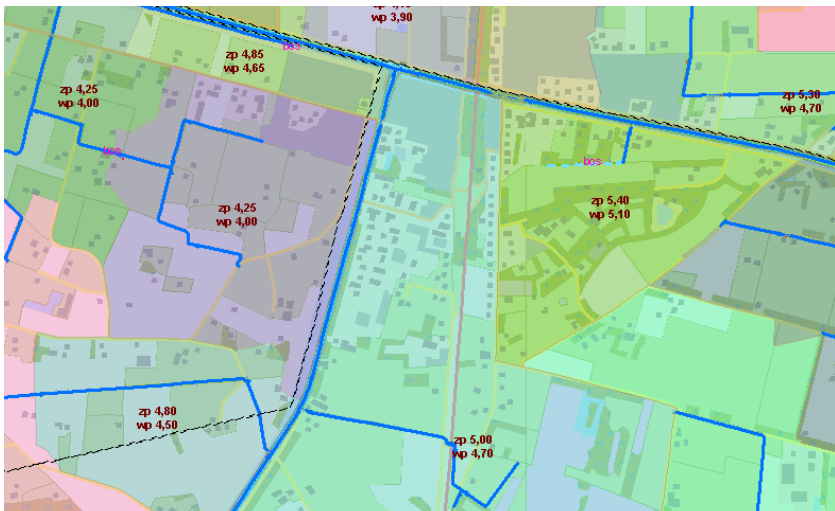 wp 3,90
bos
zp 4,85
wp 4,65
zp 4,25
wp 4,00
zp 5,30
wp 4,70
bos
zp 5,40
wp 5,10
zp 4,25
wp 4,00
zp 4,80
wp 4,50
zp 5,00
wp 4,70